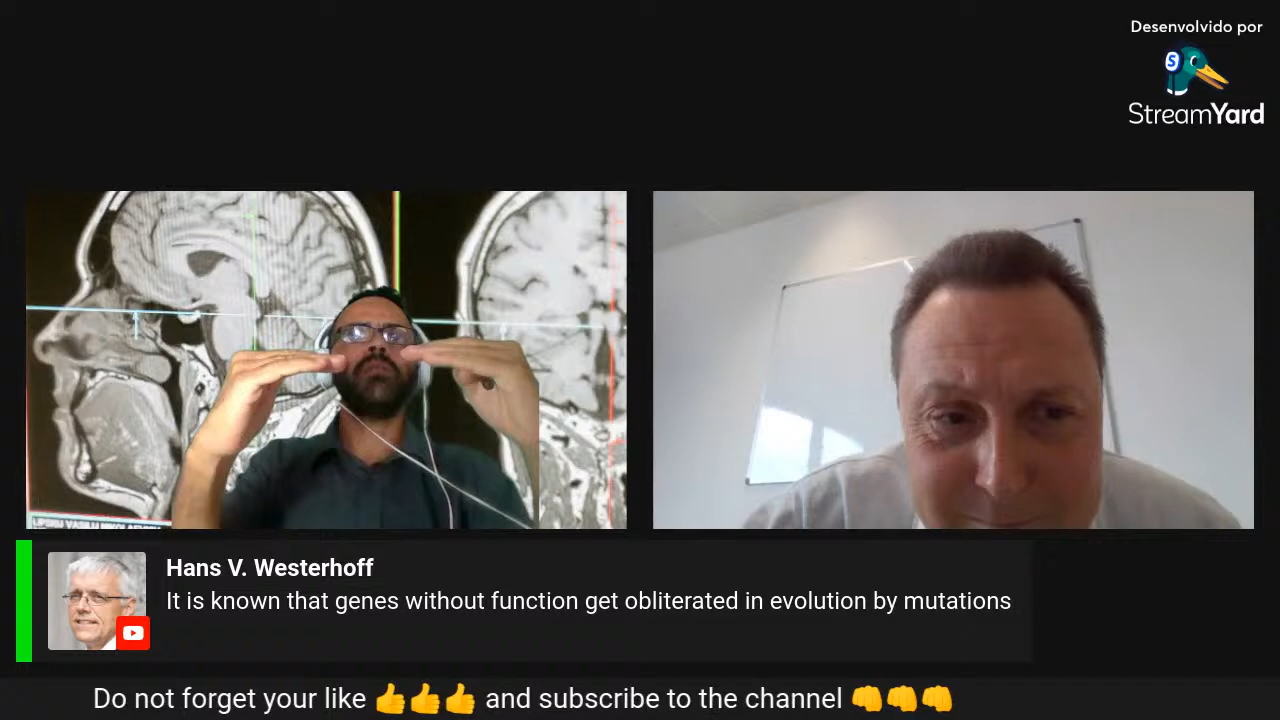 Desenvolvido por
StreamYard
Hans V. Westerhoff
It is known that genes without function get obliterated in evolution by mutations
Do not forget your like 👍👍👍 and subscribe to the channel 👊👊👊